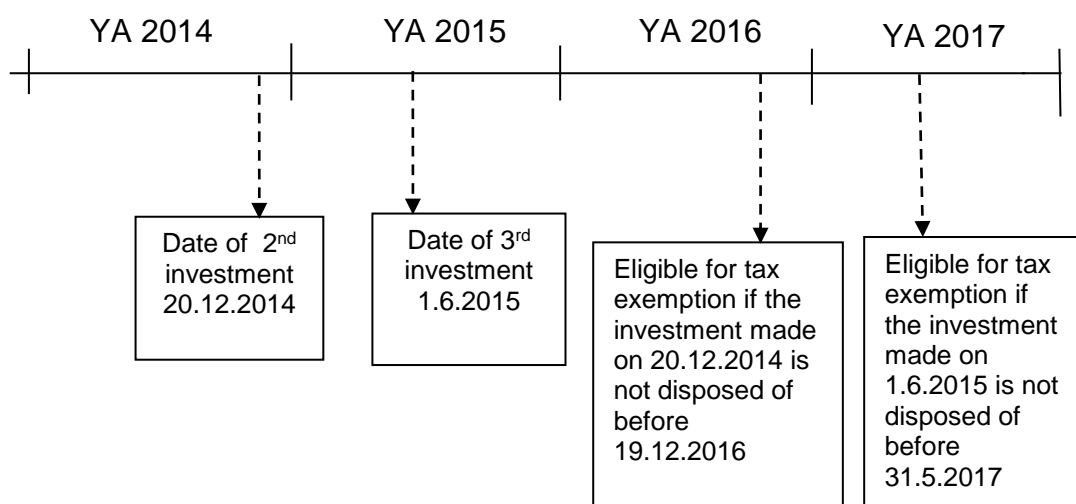 YA 2014 YA 2015 YA 2016 YA 2017
Date of 2nd
investment
20.12.2014
Date of 3rd
investment
1.6.2015
Eligible for tax
exemption if the
investment made
on 20.12.2014 is
not disposed of
before
19.12.2016
Eligible for tax
exemption if
the investment
made on
1.6.2015 is not
disposed of
before
31.5.2017